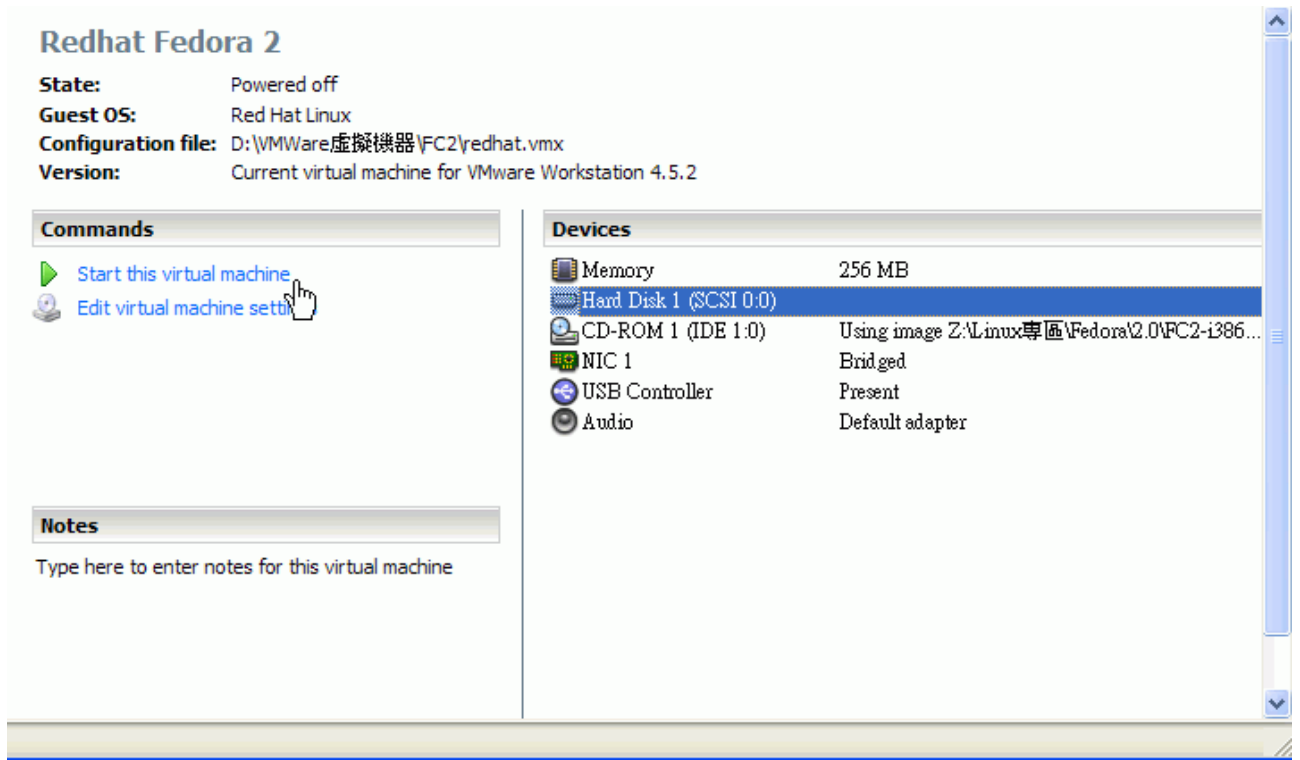 Redhat Fedora 2
State: Powered off
Guest OS: Red Hat Linux
Configuration file: D:\VMWare虛擬機器\FC2\redhat.vmx
Version: Current virtual machine for VMware Workstation 4.5.2
Commands
Start this virtual machine
Edit virtual machine
Notes
Type here to enter notes for this virtual machine
Devices
Memory 256 MB
Hard Disk 1 (SCSI 0:0)
CD-ROM 1 (IDE 1:0) Using image Z:\Linux專區\Fedora\2.0\FC2-i386...
NIC 1 Bridged
USB Controller Present
Audio Default adapter